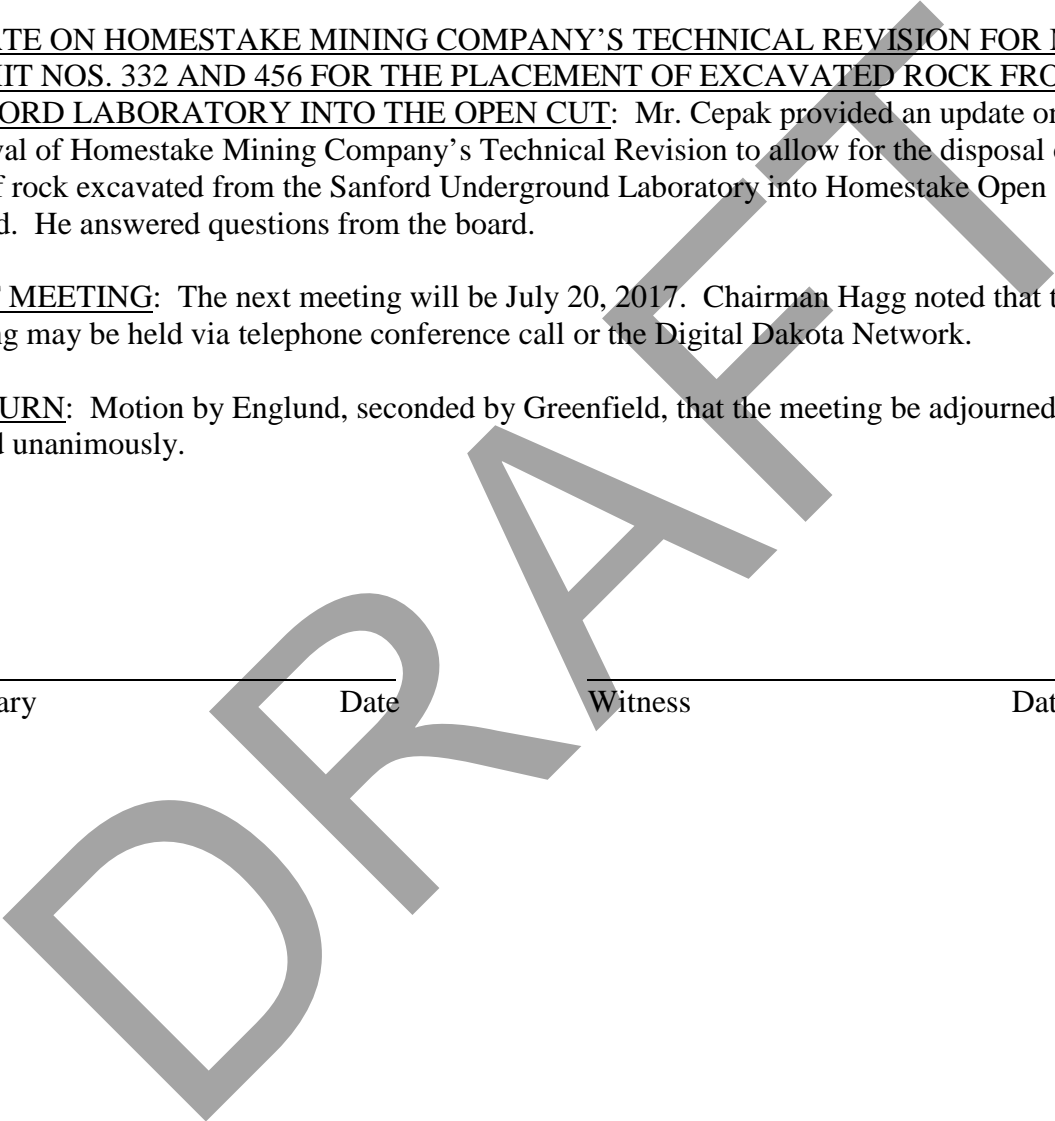 ATE ON HOMESTAKE MINING COMPANY’S TECHNICAL REVISION FOR
IT NOS. 332 AND 456 FOR THE PLACEMENT OF EXCAVATED ROCK FRO
ORD LABORATORY INTO THE OPEN CUT: Mr. Cepak provided an update on
val of Homestake Mining Company’s Technical Revision to allow for the disposal
f rock excavated from the Sanford Underground Laboratory into Homestake Open
d. He answered questions from the board.
MEETING: The next meeting will be July 20, 2017. Chairman Hagg noted that t
ng may be held via telephone conference call or the Digital Dakota Network.
URN: Motion by Englund, seconded by Greenfield, that the meeting be adjourned
d unanimously.
ary Date Witness Dat
DRAFT